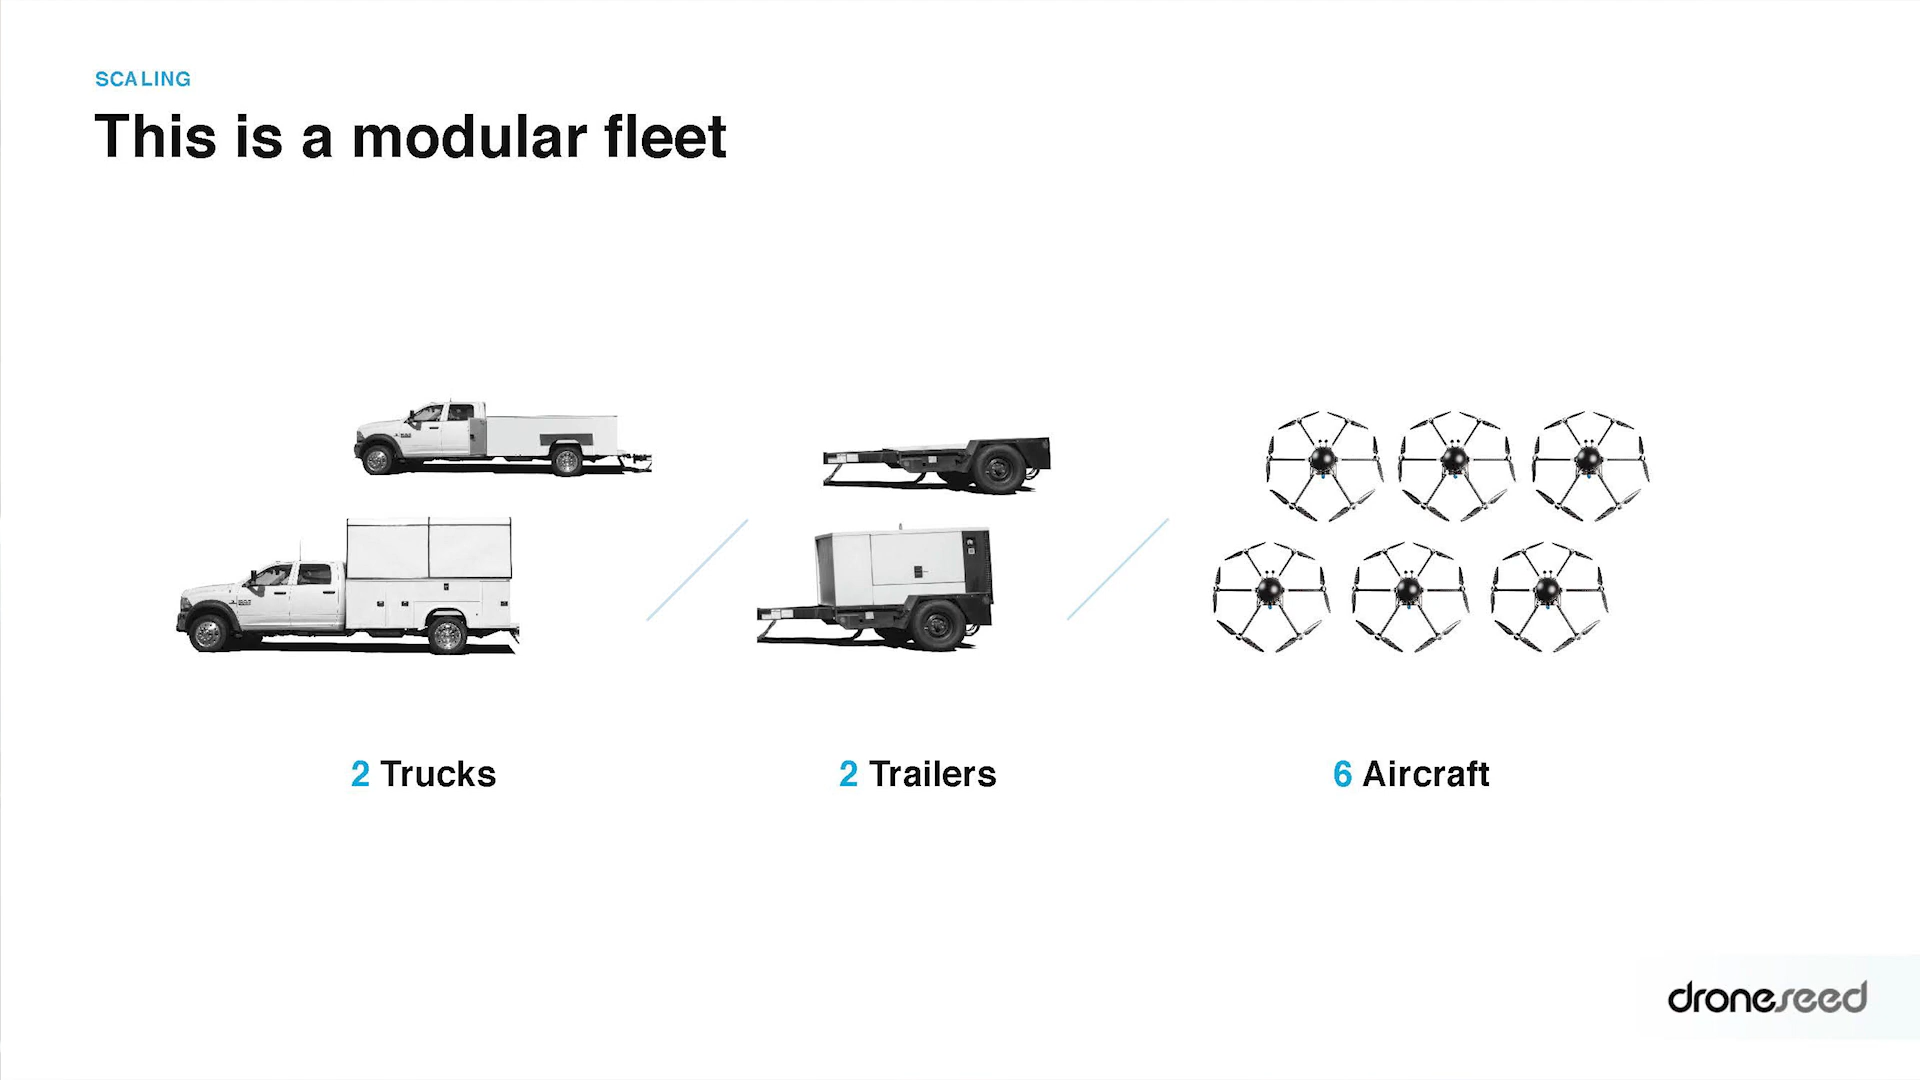 SCALING
This is a modular fleet
2 Trucks
2 Trailers
6 Aircraft
droneseed